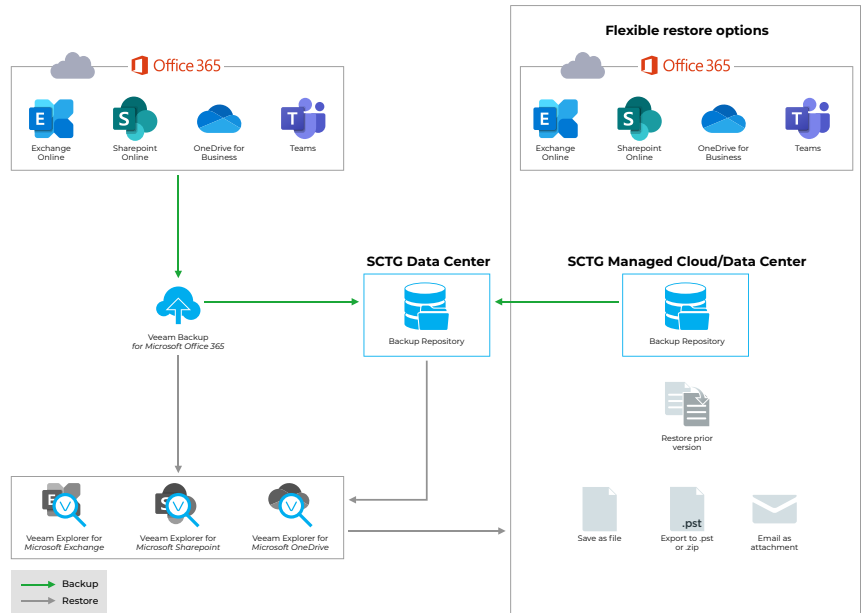 Flexible restore options
Office 365
E
Exchange
Online
S
Sharepoint
Online
OneDrive for
Business
T
Teams
Office 365
E
Exchange
Online
S
Sharepoint
Online
OneDrive for
Business
T
Teams
SCTG Data Center
Backup Repository
SCTG Managed Cloud/Data Center
Backup Repository
Veeam Backup
for Microsoft Office 365
Restore prior
version
E
Veeam Explorer for
Microsoft Exchange
S
Veeam Explorer for
Microsoft Sharepoint
Veeam Explorer for
Microsoft OneDrive
Save as file
.pst
Export to .pst
or .zip
Email as
attachment
Backup
Restore